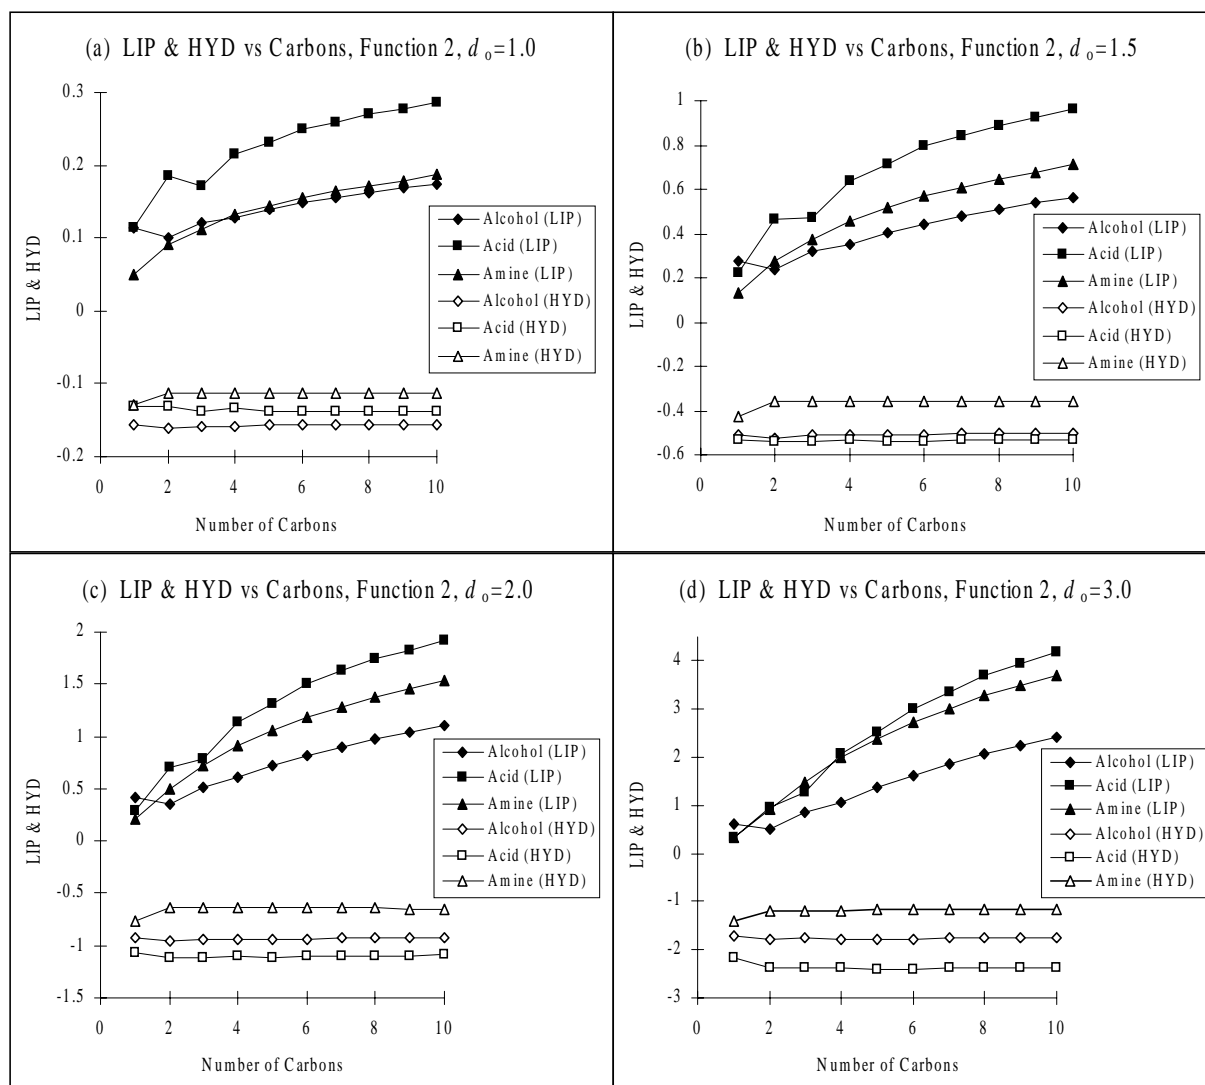 (a) LIP & HYD vs Carbons, Function 2, d o=1.0
0.3
0.2
0.1
0
-0.1
-0.2
LIP & HYD
0 2 4 6 8 10
Number of Carbons
Alcohol (LIP)
Acid (LIP)
Amine (LIP)
Alcohol (HYD)
Acid (HYD)
Amine (HYD)
(b) LIP & HYD vs Carbons, Function 2, d o=1.5
1
0.8
0.6
0.4
0.2
0
-0.2
-0.4
-0.6
LIP & HYD
0 2 4 6 8 10
Number of Carbons
Alcohol (LIP)
Acid (LIP)
Amine (LIP)
Alcohol (HYD)
Acid (HYD)
Amine (HYD)
(c) LIP & HYD vs Carbons, Function 2, d o=2.0
2
1.5
1
0.5
0
-0.5
-1
-1.5
LIP & HYD
0 2 4 6 8 10
Number of Carbons
Alcohol (LIP)
Acid (LIP)
Amine (LIP)
Alcohol (HYD)
Acid (HYD)
Amine (HYD)
(d) LIP & HYD vs Carbons, Function 2, d o=3.0
4
3
2
1
0
-1
-2
-3
LIP & HYD
0 2 4 6 8 10
Number of Carbons
Alcohol (LIP)
Acid (LIP)
Amine (LIP)
Alcohol (HYD)
Acid (HYD)
Amine (HYD)